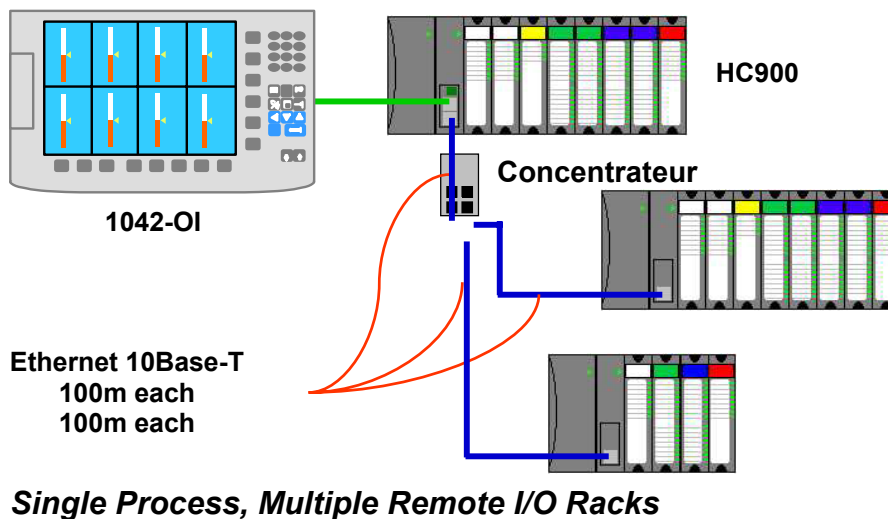 HC900
Concentrateur
1042-OI
Ethernet 10Base-T
100m each
100m each
Single Process, Multiple Remote I/O Racks